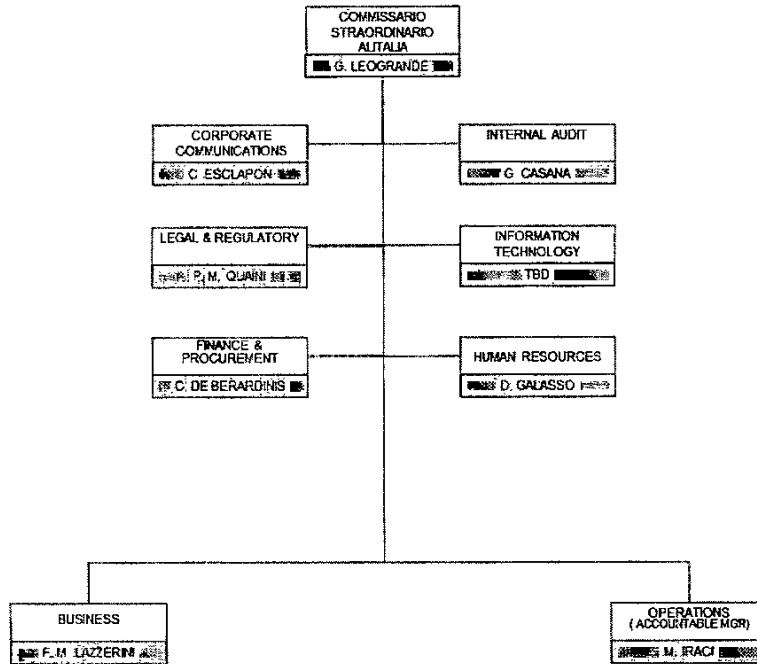 COMMISSARIO
STRAORDINARIO
ALITALIA
G. LEOGRANDE
CORPORATE
COMMUNICATIONS
C. ESCLAPON
INTERNAL AUDIT
G. CASANA
LEGAL & REGULATORY
P. M. QUAINI
INFORMATION
TECHNOLOGY
TBD
FINANCE &
PROCUREMENT
C. DE BERARDINIS
HUMAN RESOURCES
D. GALASSO
BUSINESS
F. M. LAZZERINI
OPERATIONS
( ACCOUNTABLE MGR)
M. IRACI